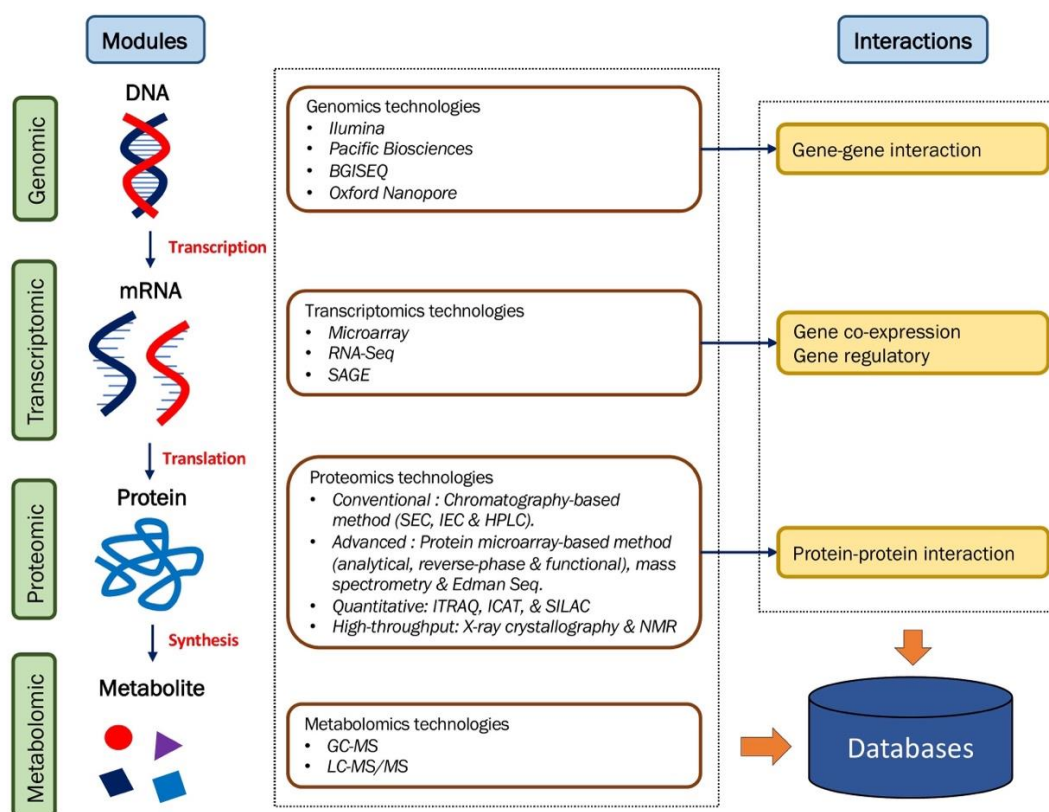 Modules
Interactions
Genomic
DNA
Genomics technologies
• Ilumina
• Pacific Biosciences
• BGISEQ
• Oxford Nanopore
Gene-gene interaction
Transcription
Transcriptomic
mRNA
Transcriptomics technologies
• Microarray
• RNA-Seq
• SAGE
Gene co-expression
Gene regulatory
Translation
Proteomic
Protein
Proteomics technologies
• Conventional : Chromatography-based
method (SEC, IEC & HPLC).
• Advanced : Protein microarray-based method
(analytical, reverse-phase & functional), mass
spectrometry & Edman Seq.
• Quantitative: ITRAQ, ICAT, & SILAC
• High-throughput: X-ray crystallography & NMR
Protein-protein interaction
Synthesis
Metabolomic
Metabolite
Metabolomics technologies
• GC-MS
• LC-MS/MS
Databases